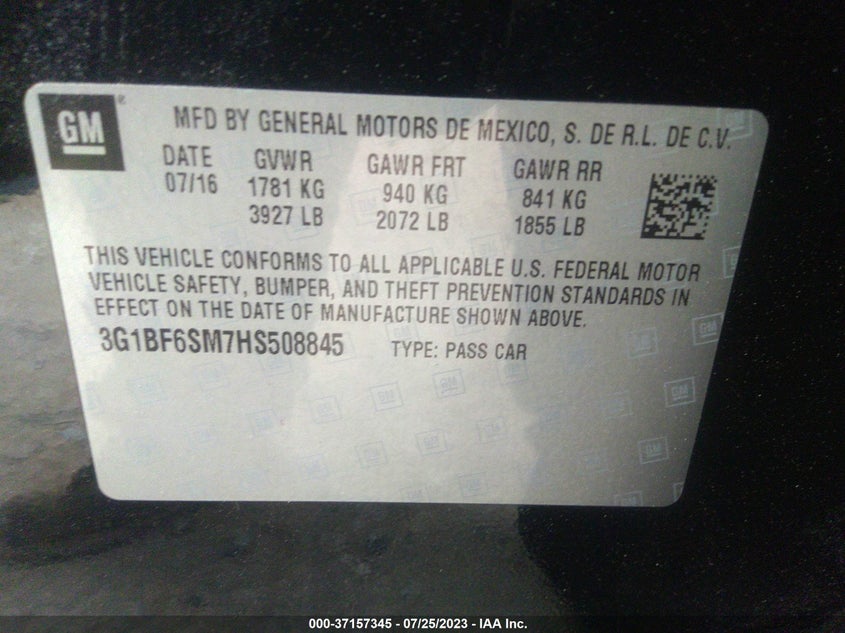 GM
MFD BY GENERAL MOTORS DE MEXICO, S. DE R.L. DE C.V.
DATE GVWR GAWR FRT GAWR RR
07/16 1781 KG 940 KG 841 KG
3927 LB 2072 LB 1855 LB
THIS VEHICLE CONFORMS TO ALL APPLICABLE U.S. FEDERAL MOTOR
VEHICLE SAFETY, BUMPER, AND THEFT PREVENTION STANDARDS IN
EFFECT ON THE DATE OF MANUFACTURE SHOWN ABOVE.
3G1BF6SM7HS508845 TYPE: PASS CAR
000-37157345 - 07/25/2023 - IAA Inc.